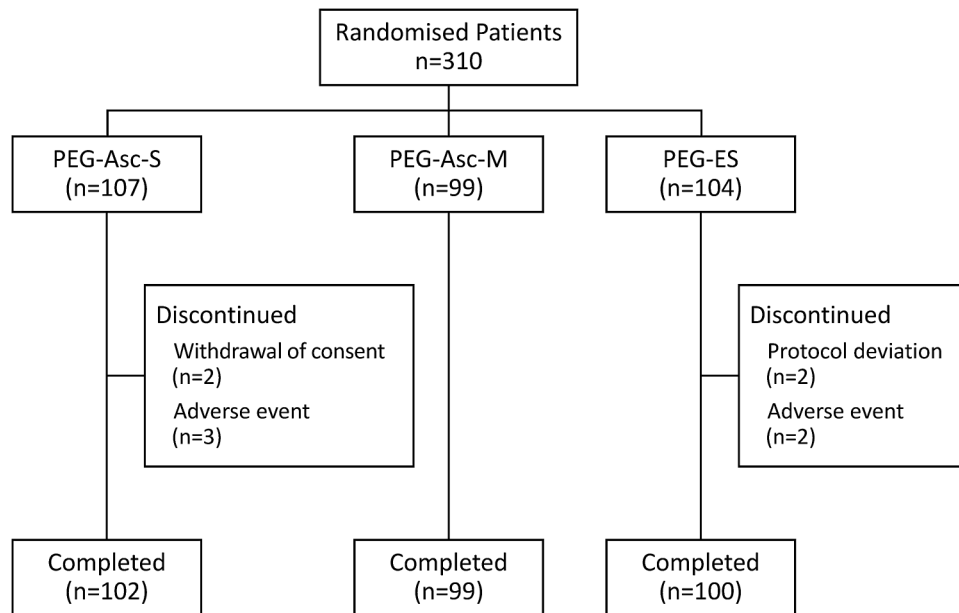 Randomised Patients
n=310
PEG-Asc-S
(n=107)
PEG-Asc-M
(n=99)
PEG-ES
(n=104)
Discontinued
Withdrawal of consent
(n=2)
Adverse event
(n=3)
Discontinued
Protocol deviation
(n=2)
Adverse event
(n=2)
Completed
(n=102)
Completed
(n=99)
Completed
(n=100)